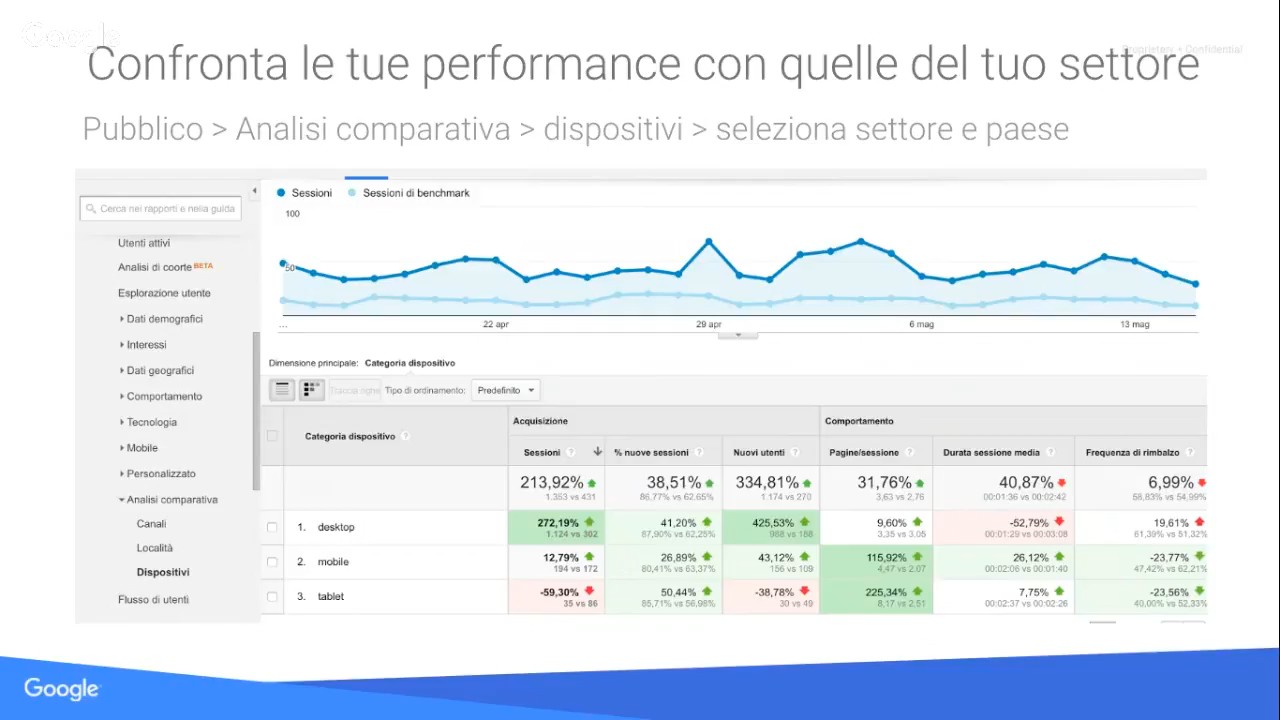 Google
Proprietary + Confidential
Confronta le tue performance con quelle del tuo settore
Pubblico > Analisi comparativa > dispositivi > seleziona settore e paese
Cerca nei rapporti e nella guida
Utenti attivi
Analisi di coorte BETA
Esplorazione utente
Dati demografici
Interessi
Dati geografici
Comportamento
Tecnologia
Mobile
Personalizzato
Analisi comparativa
Canali
Località
Dispositivi
Flusso di utenti
Sessioni Sessioni di benchmark
100
50
... 22 apr 29 apr 6 mag 13 mag
Dimensione principale: Categoria dispositivo
Traccia righe Tipo di ordinamento: Predefinito
Categoria dispositivo ? Acquisizione Comportamento
Sessioni ? % nuove sessioni ? Nuovi utenti ? Pagine/sessione ? Durata sessione media ? Frequenza di rimbalzo ?
213,92% 38,51% 334,81% 31,76% 40,87% 6,99%
1.353 vs 431 86,77% vs 62,65% 1.174 vs 270 3,63 vs 2,76 00:01:36 vs 00:02:42 58,83% vs 54,99%
1. desktop 272,19% 41,20% 425,53% 9,60% -52,79% 19,61%
1.124 vs 302 87,90% vs 62,25% 988 vs 188 3,35 vs 3.05 00:01:29 vs 00:03:08 61,39% vs 51,32%
2. mobile 12,79% 26,89% 43,12% 115,92% 26,12% -23,77%
194 vs 172 80,41% vs 63,37% 156 vs 109 4,47 vs 2.07 00:02:06 vs 00:01:40 47,42% vs 62,21%
3. tablet -59,30% 50,44% -38,78% 225,34% 7,75% -23,56%
35 vs 86 85,71% vs 56,98% 30 vs 49 8,17 vs 2,51 00:02:37 vs 00:02:26 40,00% vs 52,33%
Google